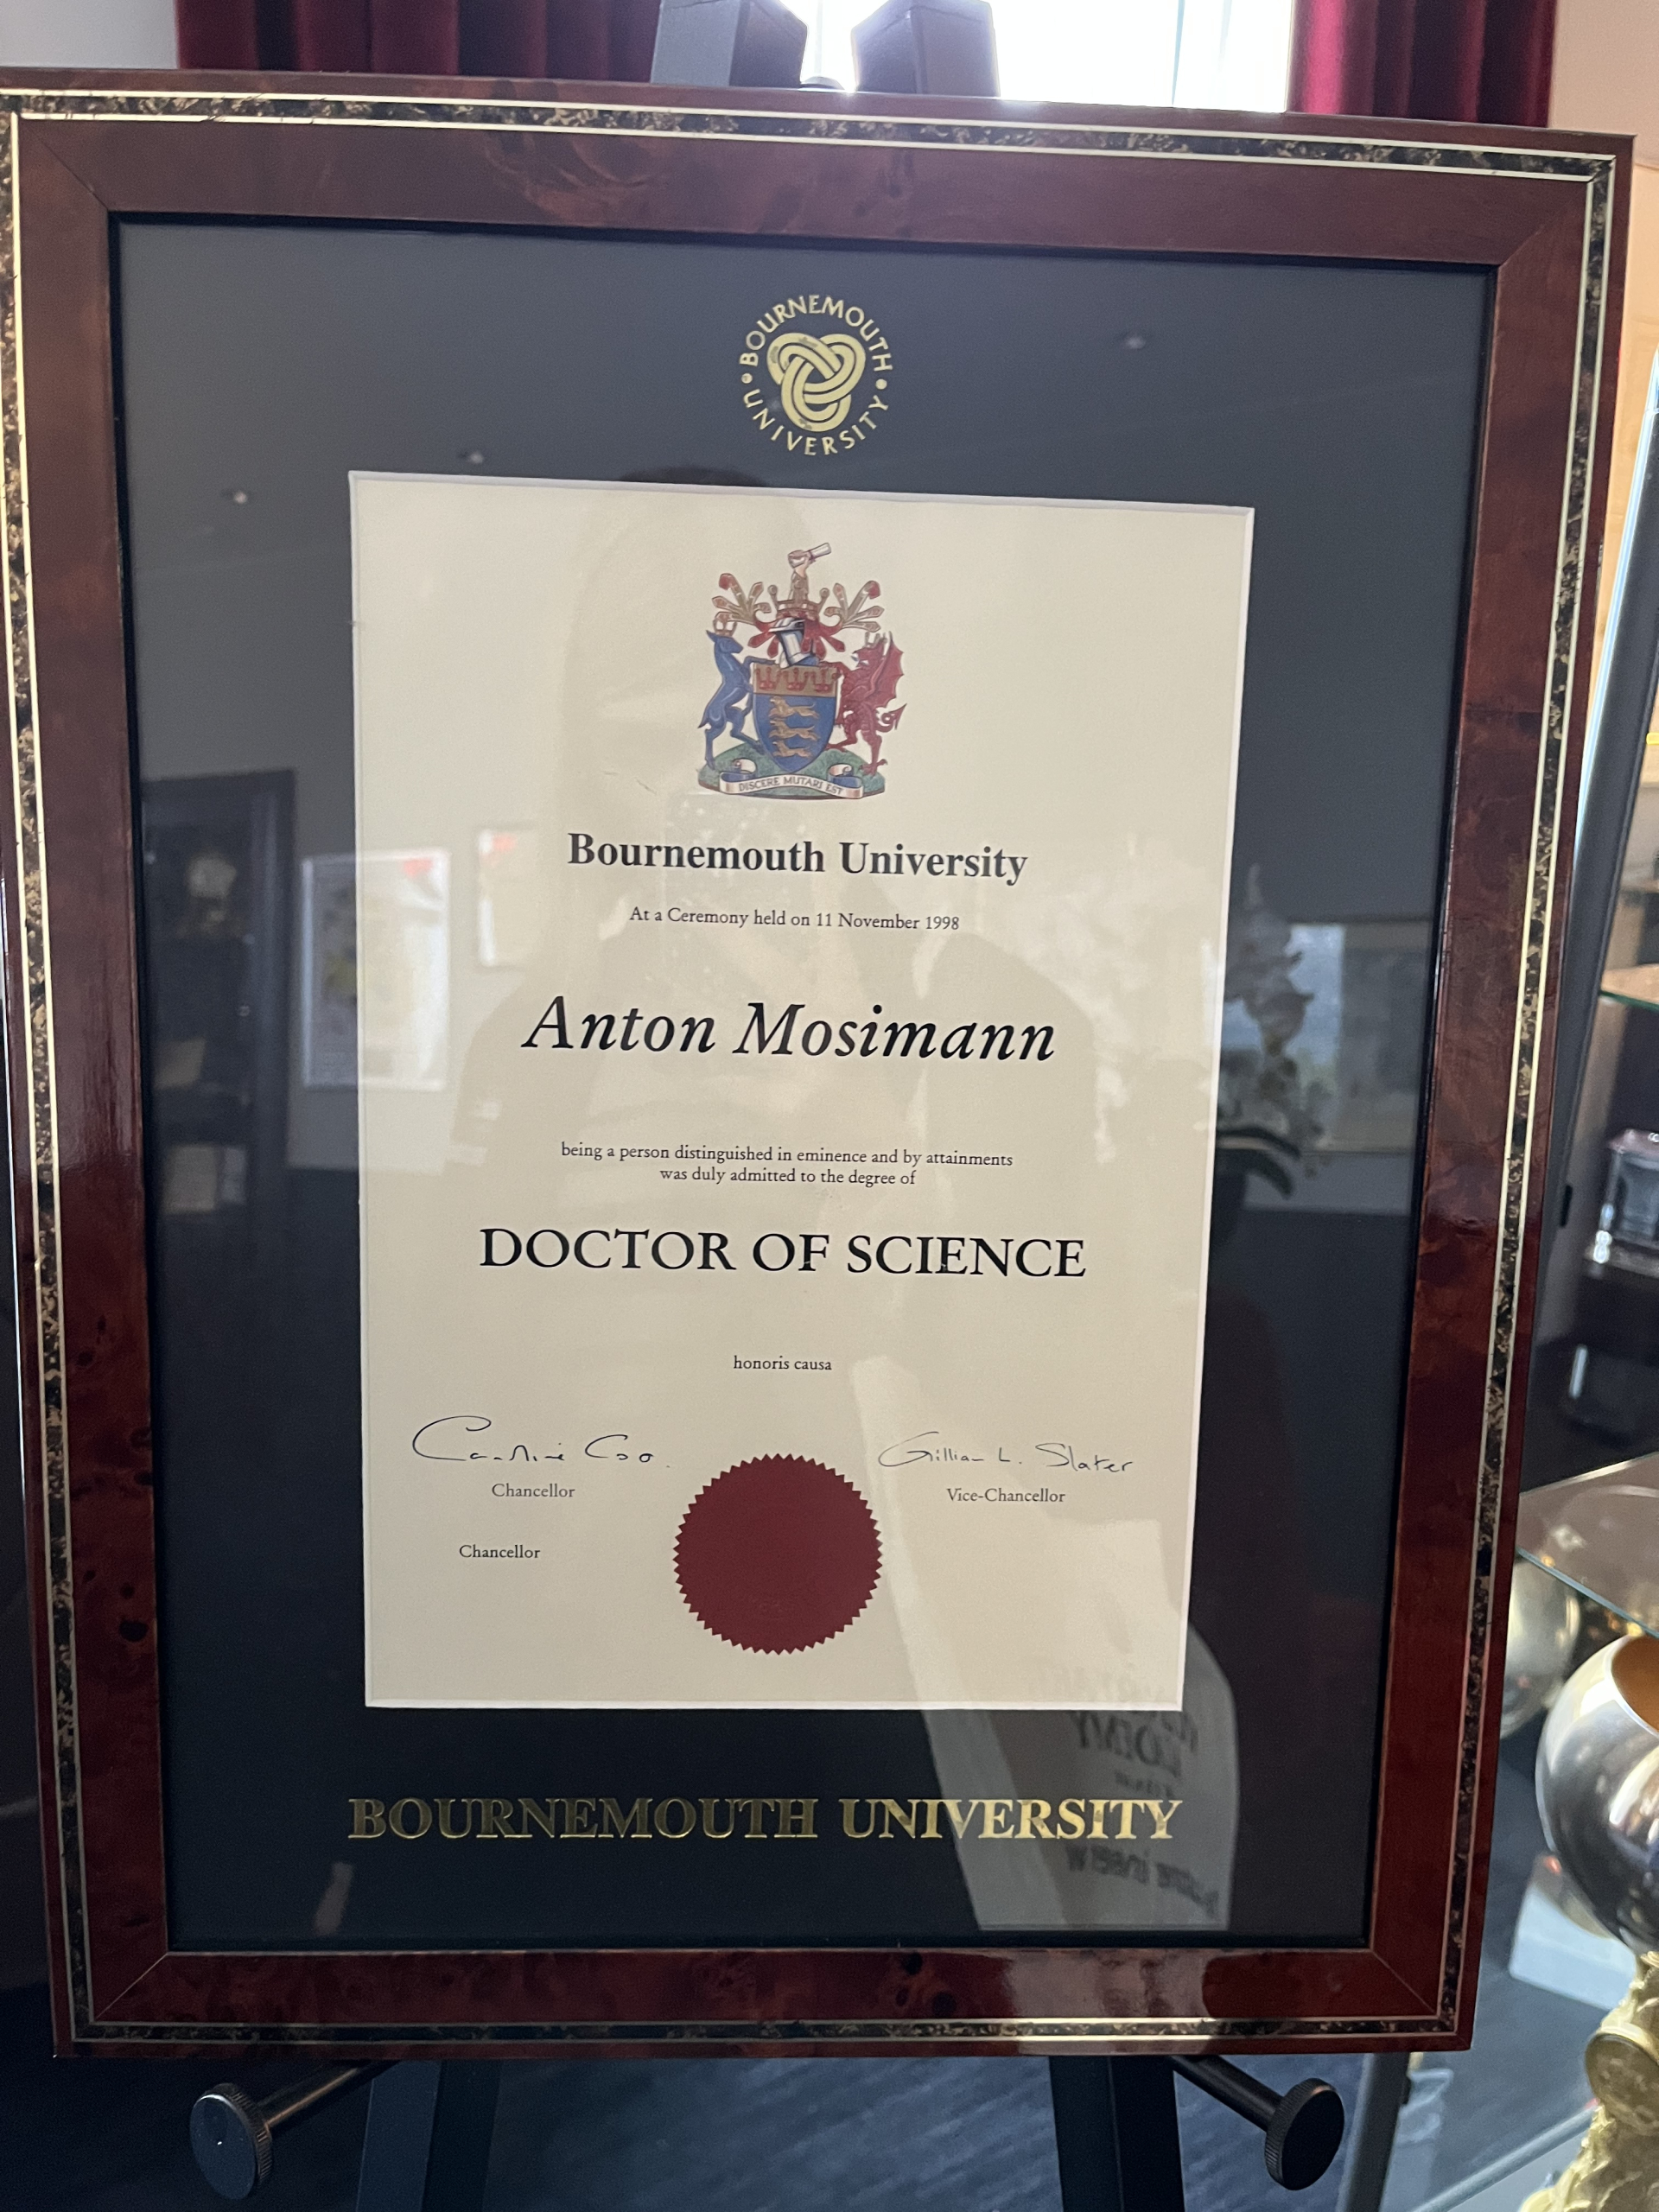 BOURNEMOUTH UNIVERSITY
DISCERE MUTARI EST
Bournemouth University
At a Ceremony held on 11 November 1998
Anton Mosimann
being a person distinguished in eminence and by attainments
was duly admitted to the degree of
DOCTOR OF SCIENCE
honoris causa
Gillian L. Slater
Chancellor
Vice-Chancellor
Chancellor
BOURNEMOUTH UNIVERSITY